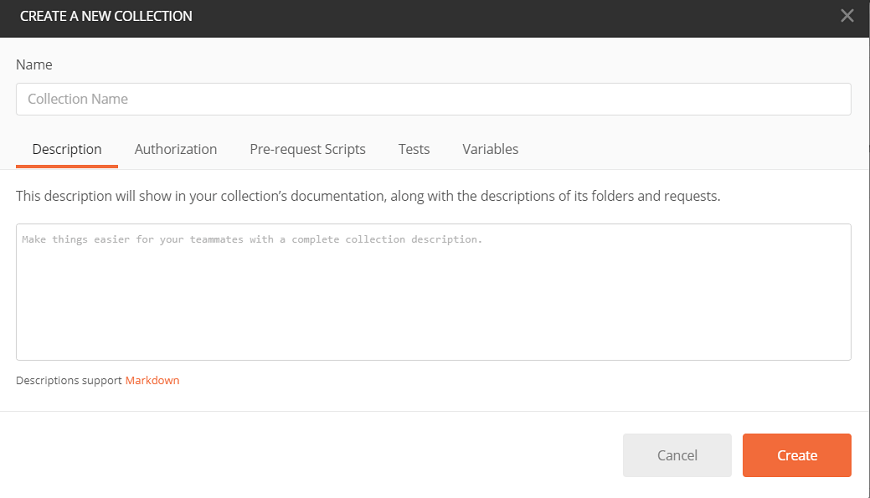 CREATE A NEW COLLECTION
Name
Collection Name
Description Authorization Pre-request Scripts Tests Variables
This description will show in your collection's documentation, along with the descriptions of its folders and requests.
Make things easier for your teammates with a complete collection description.
Descriptions support Markdown
Cancel Create